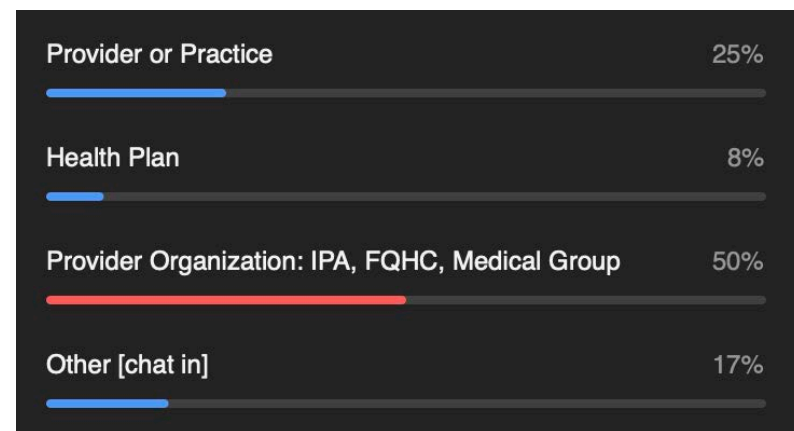 Provider or Practice 25%
Health Plan 8%
Provider Organization: IPA, FQHC, Medical Group 50%
Other [chat in] 17%